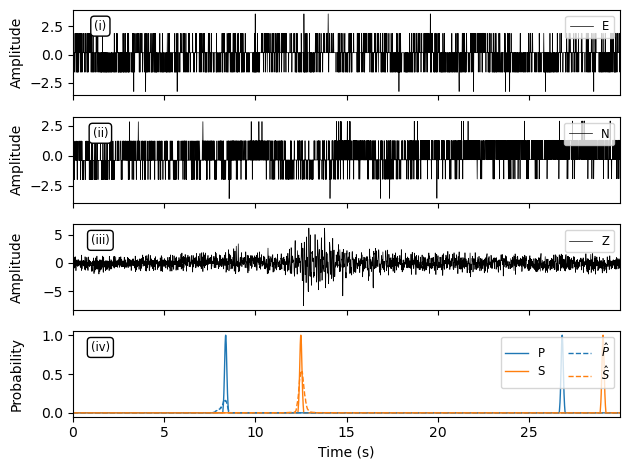 (i)
E
Amplitude
2.5
0.0
−2.5
(ii)
N
Amplitude
2.5
0.0
−2.5
(iii)
Z
Amplitude
5
0
−5
(iv)
P
S
P̂
Ŝ
Probability
1.0
0.5
0.0
0 5 10 15 20 25
Time (s)